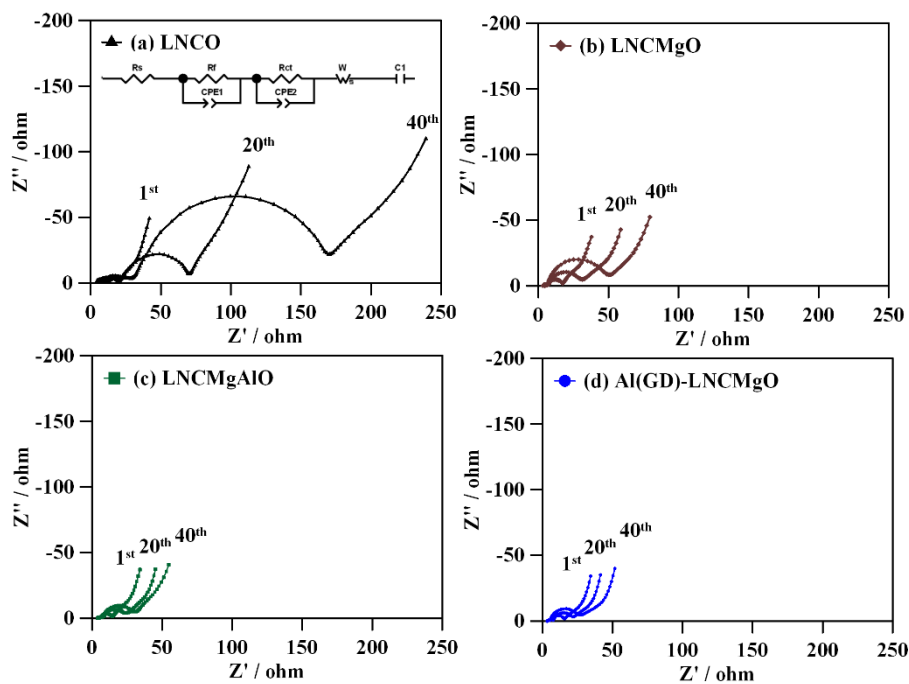 (a) LNCO
Rs Rf Rct W s C1
CPE1 CPE2
1st 20th 40th
-200
-150
-100
-50
0
Z'' / ohm
0 50 100 150 200 250
Z' / ohm
(b) LNCMgO
1st 20th 40th
-200
-150
-100
-50
0
Z'' / ohm
0 50 100 150 200 250
Z' / ohm
(c) LNCMgAlO
1st 20th 40th
-200
-150
-100
-50
0
Z'' / ohm
0 50 100 150 200 250
Z' / ohm
(d) Al(GD)-LNCMgO
1st 20th 40th
-200
-150
-100
-50
0
Z'' / ohm
0 50 100 150 200 250
Z' / ohm